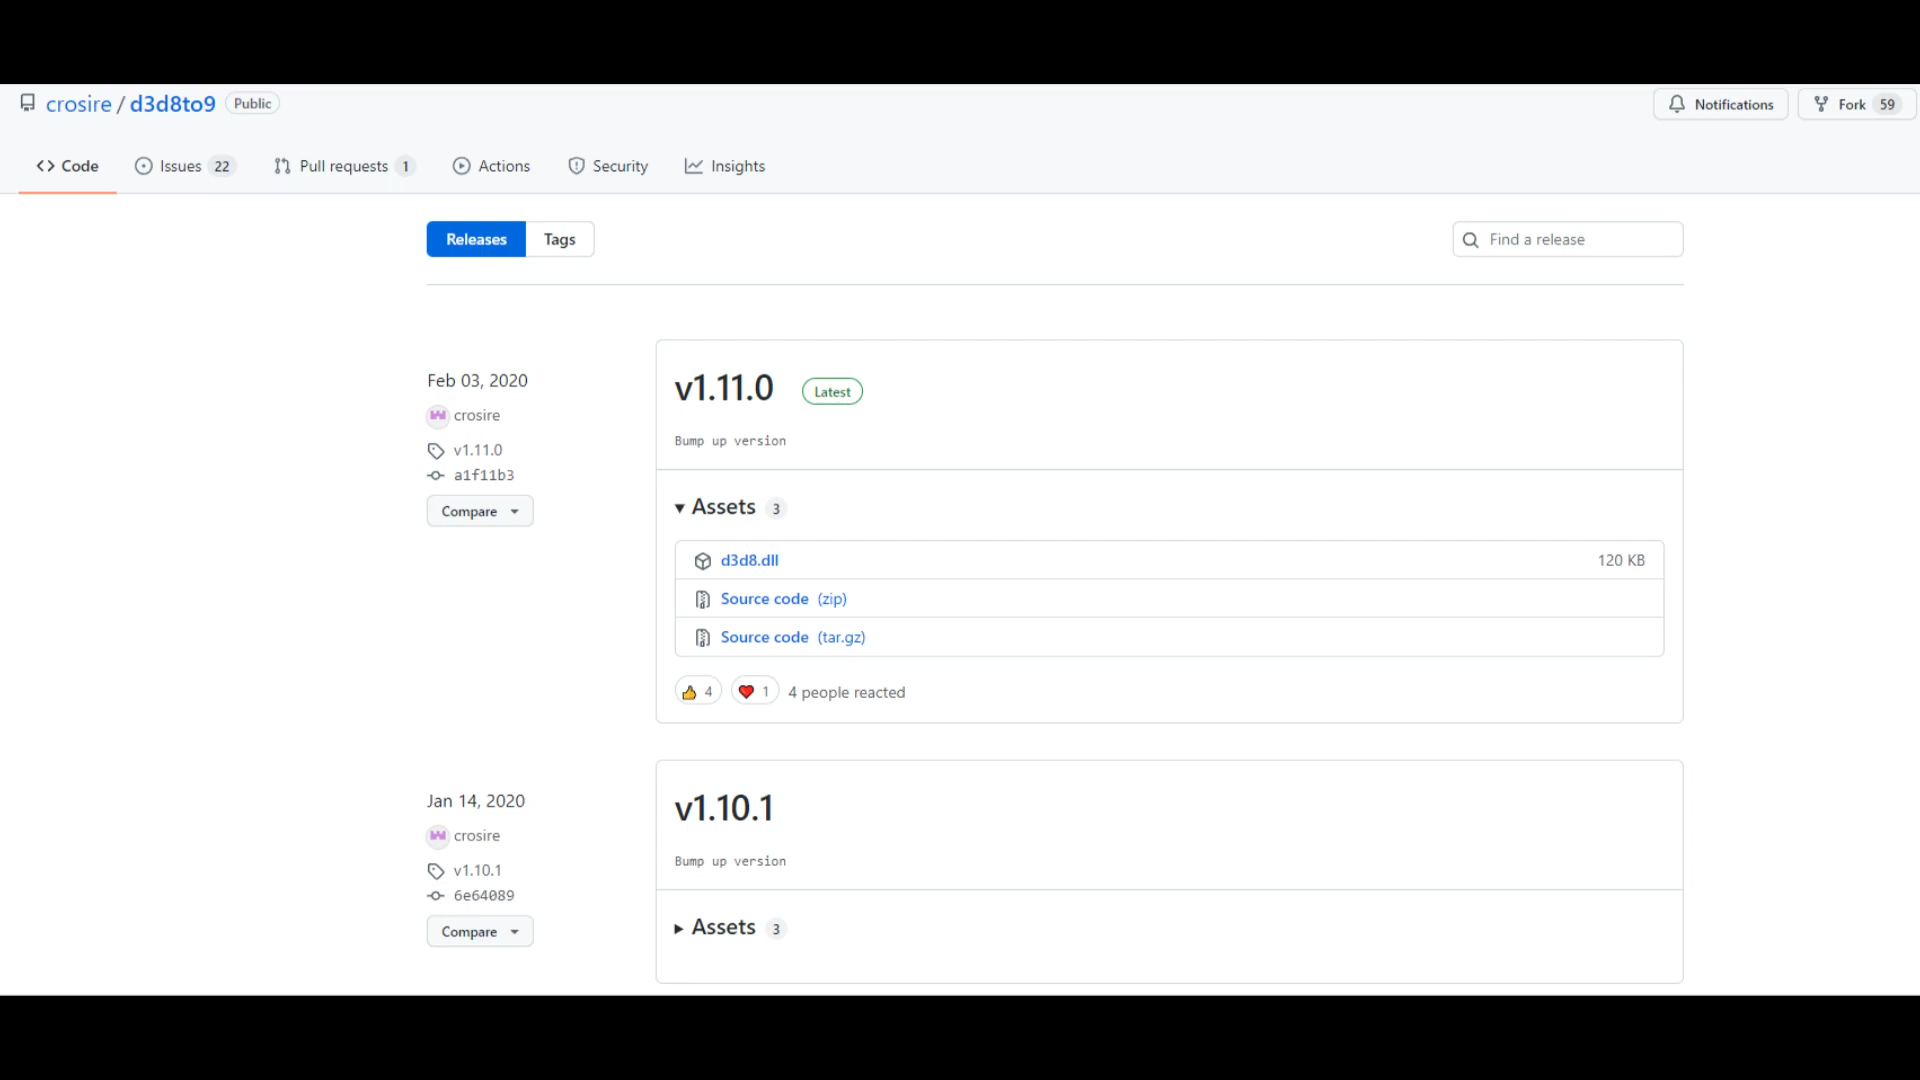 crosire / d3d8to9 Public
Notifications
Fork 59
Code
Issues 22
Pull requests 1
Actions
Security
Insights
Releases
Tags
Find a release
Feb 03, 2020
crosire
v1.11.0
a1f11b3
Compare
v1.11.0 Latest
Bump up version
Assets 3
d3d8.dll 120 KB
Source code (zip)
Source code (tar.gz)
👍 4 ❤️ 1 4 people reacted
Jan 14, 2020
crosire
v1.10.1
6e64089
Compare
v1.10.1
Bump up version
Assets 3